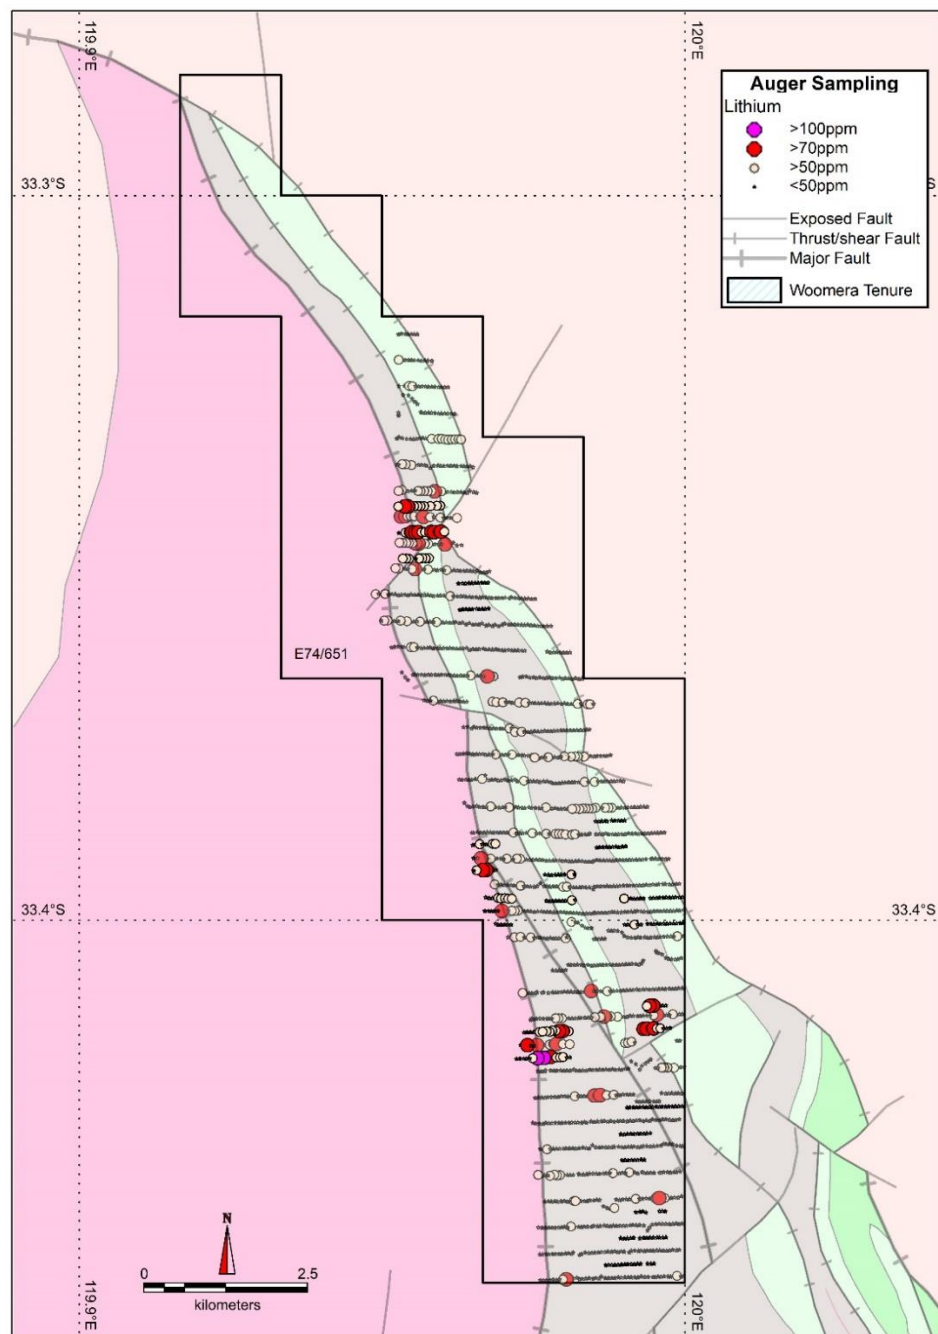 119.9°E
120°E
Auger Sampling
Lithium
>100ppm
>70ppm
>50ppm
<50ppm
Exposed Fault
Thrust/shear Fault
Major Fault
Woomera Tenure
33.3°S
S
E74/651
33.4°S
33.4°S
N
0
2.5
kilometers
119.9°E
120°E